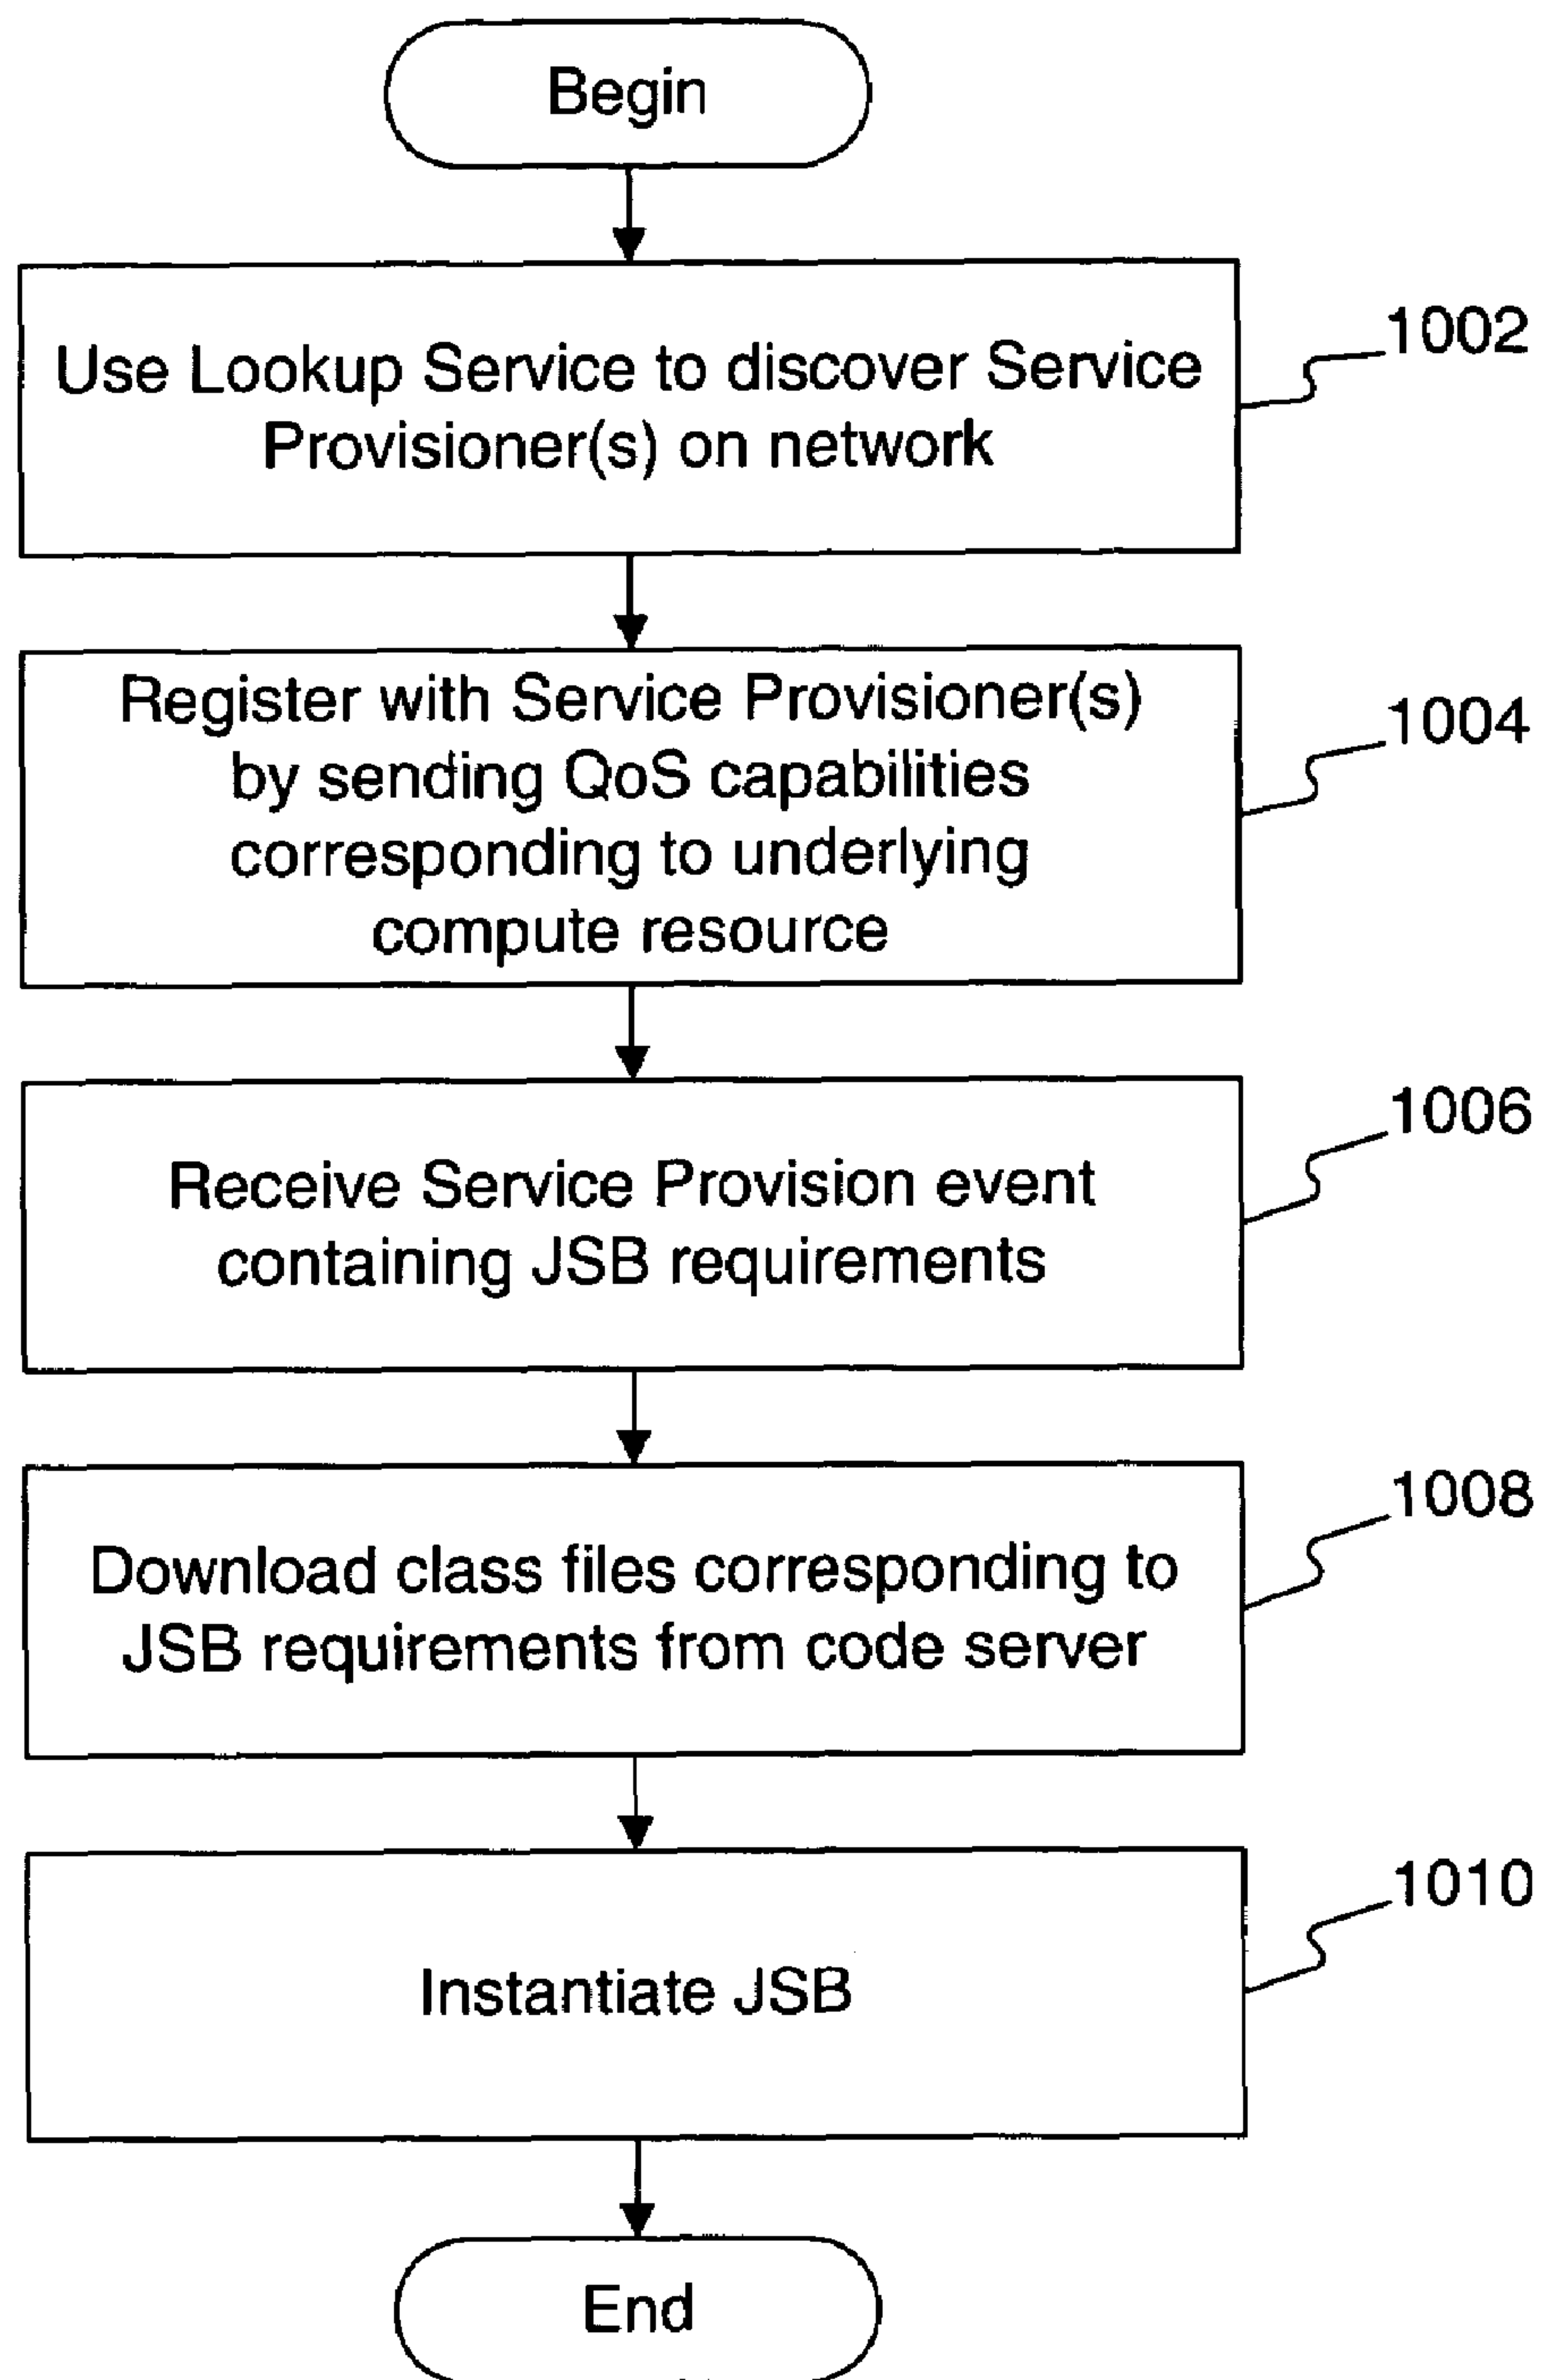 Begin
Use Lookup Service to discover Service
Provisioner(s) on network
1002
Register with Service Provisioner(s)
by sending QoS capabilities
corresponding to underlying
compute resource
1004
Receive Service Provision event
containing JSB requirements
1006
Download class files corresponding to
JSB requirements from code server
1008
Instantiate JSB
1010
End